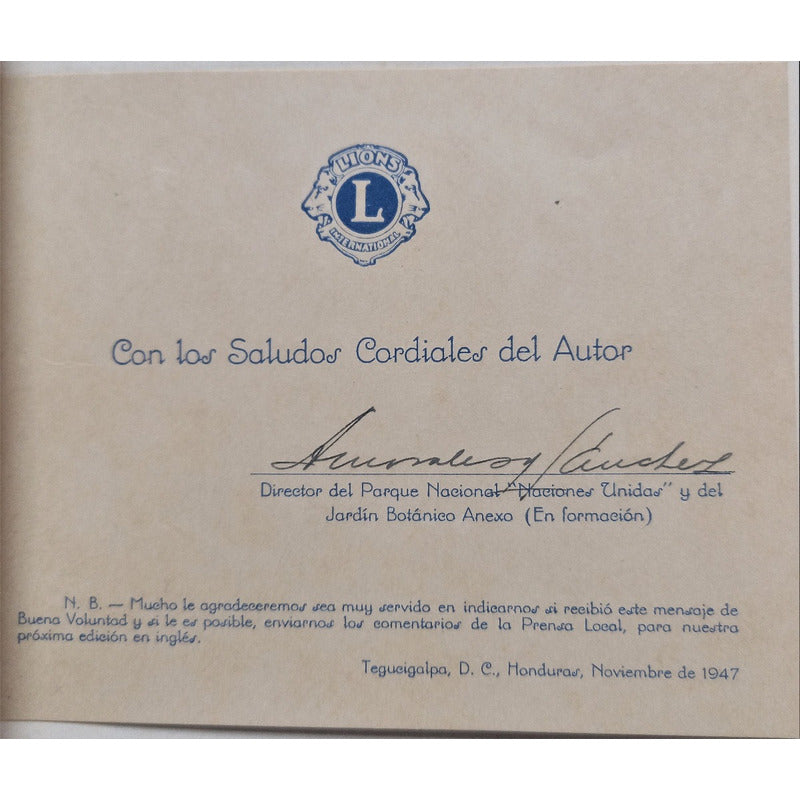 LIONS
L
INTERNATIONAL
Con los Saludos Cordiales del Autor
Sánchez
Director del Parque Nacional "Naciones Unidas" y del
Jardín Botánico Anexo (En formación)
N. B. — Mucho le agradeceremos sea muy servido en indicarnos si recibió este mensaje de
Buena Voluntad y si le es posible, enviarnos los comentarios de la Prensa Local, para nuestra
próxima edición en inglés.
Tegucigalpa, D. C., Honduras, Noviembre de 1947